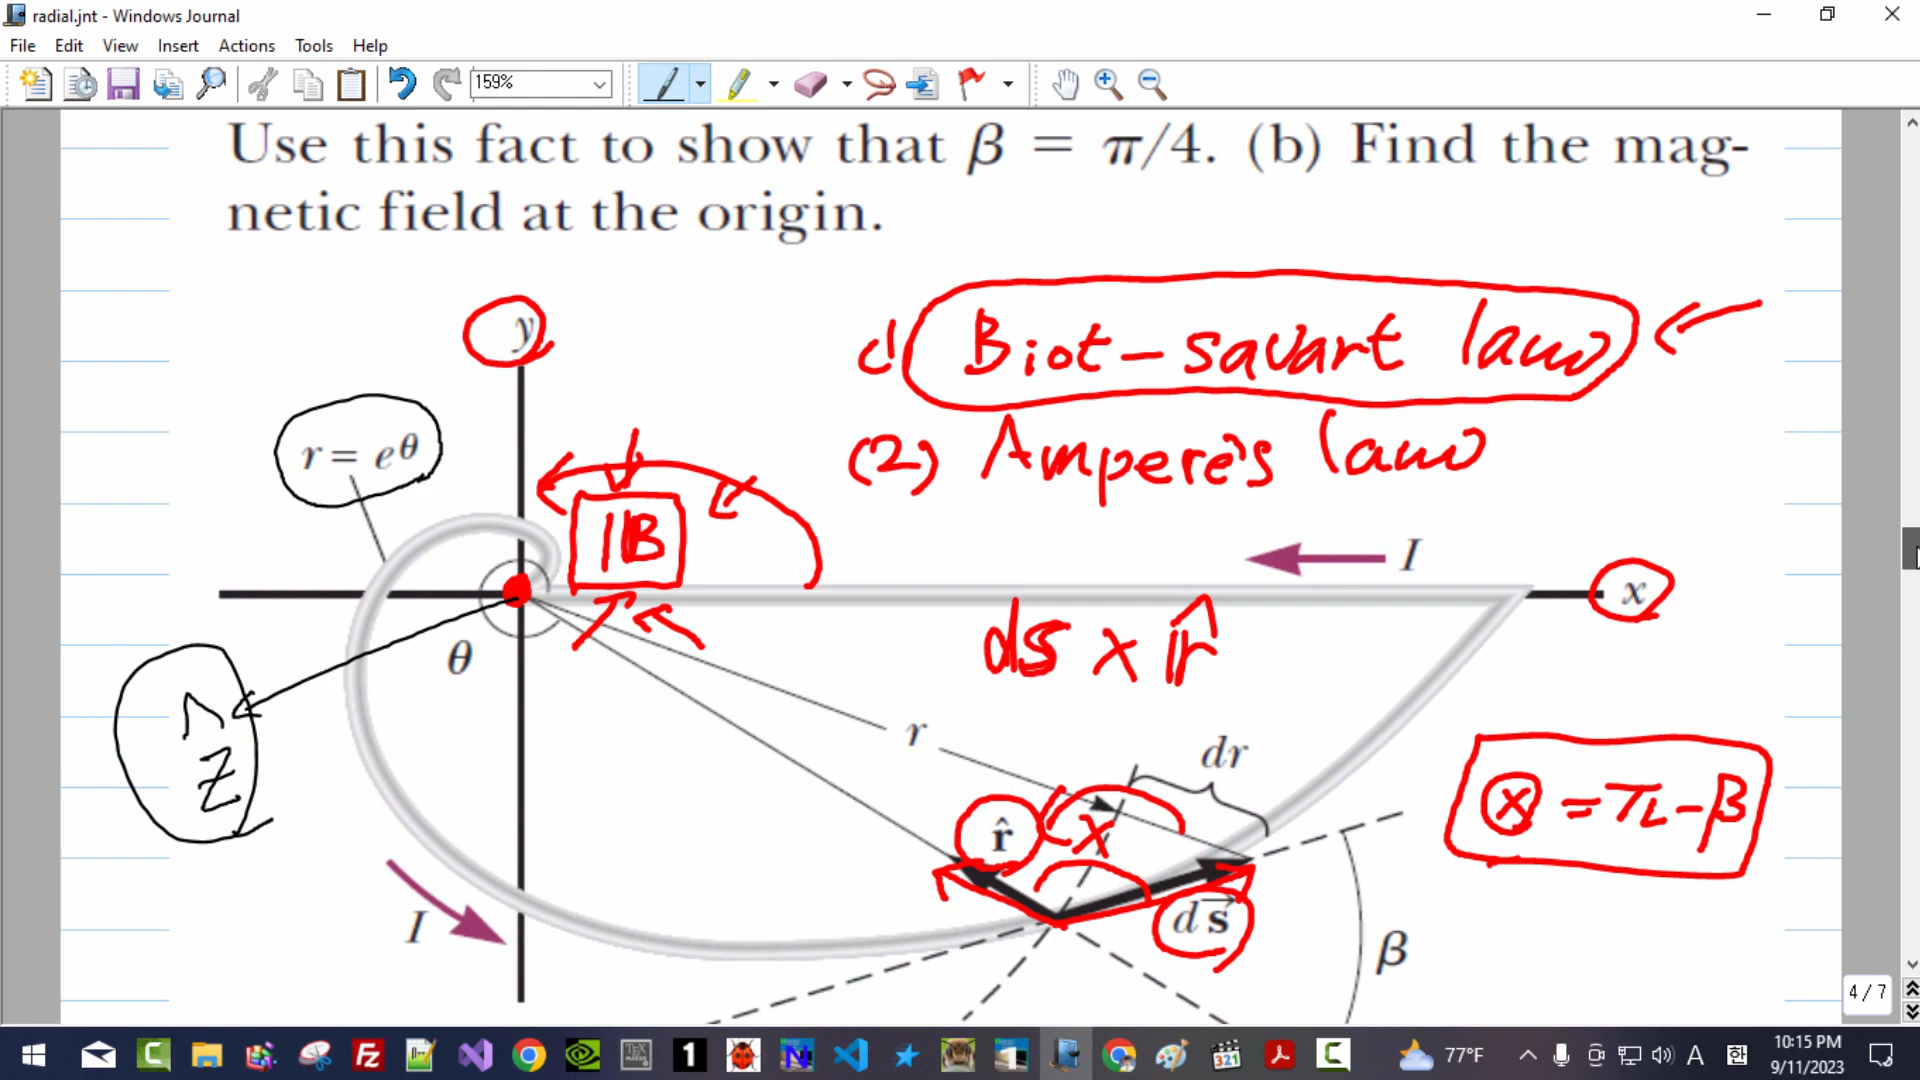 radial.jnt - Windows Journal
File Edit View Insert Actions Tools Help
159%
Use this fact to show that β = π/4. (b) Find the mag-
netic field at the origin.
y
(1) Biot-savart law
r = e^θ
(2) Ampere's law
B
I
x
θ
ds × r̂
ẑ
r
dr
r̂
x
x = π - β
I
ds⃗
β
4 / 7
77°F
A
한
10:15 PM
9/11/2023